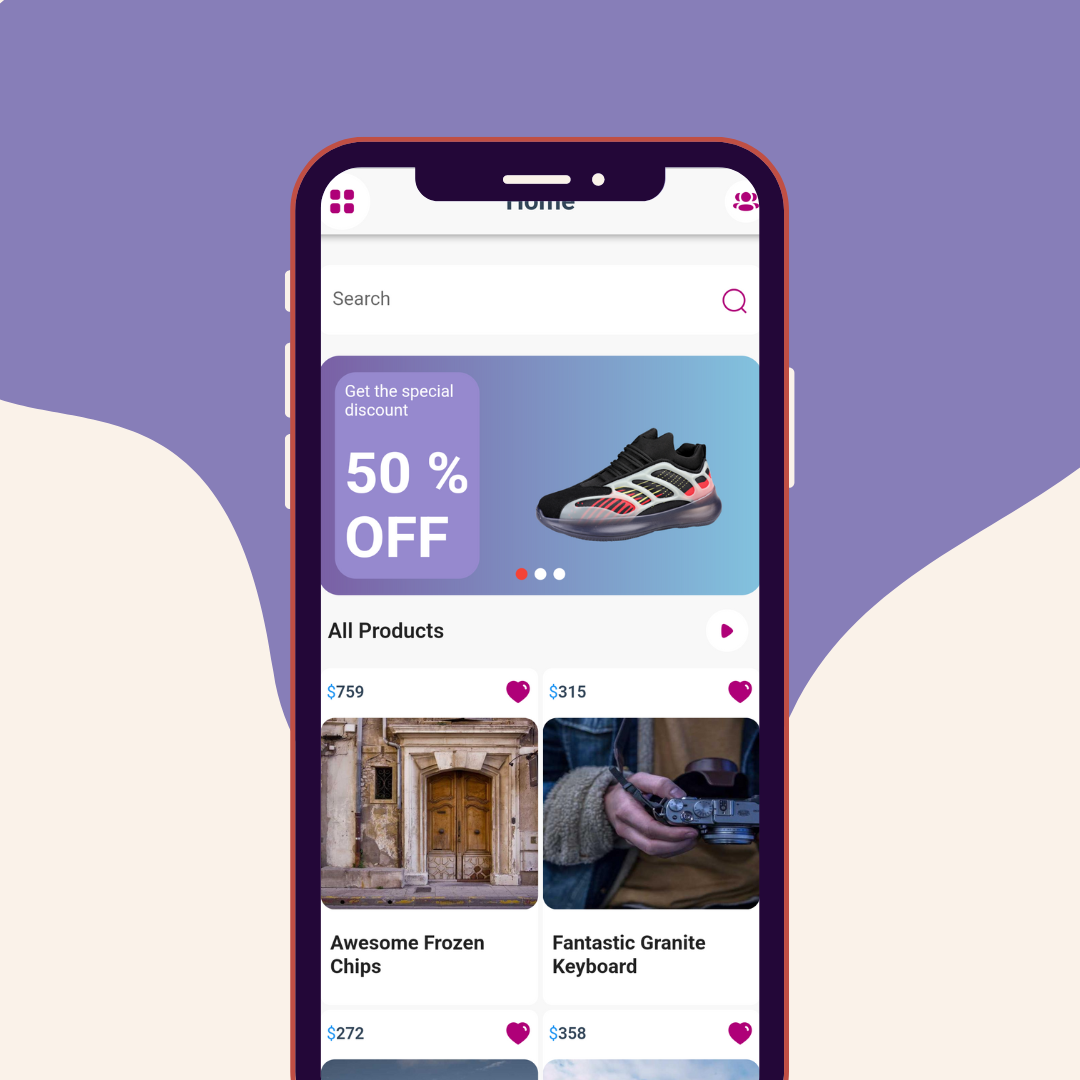 Home
Search
Get the special
discount
50 %
OFF
All Products
$759
$315
Awesome Frozen
Chips
Fantastic Granite
Keyboard
$272
$358